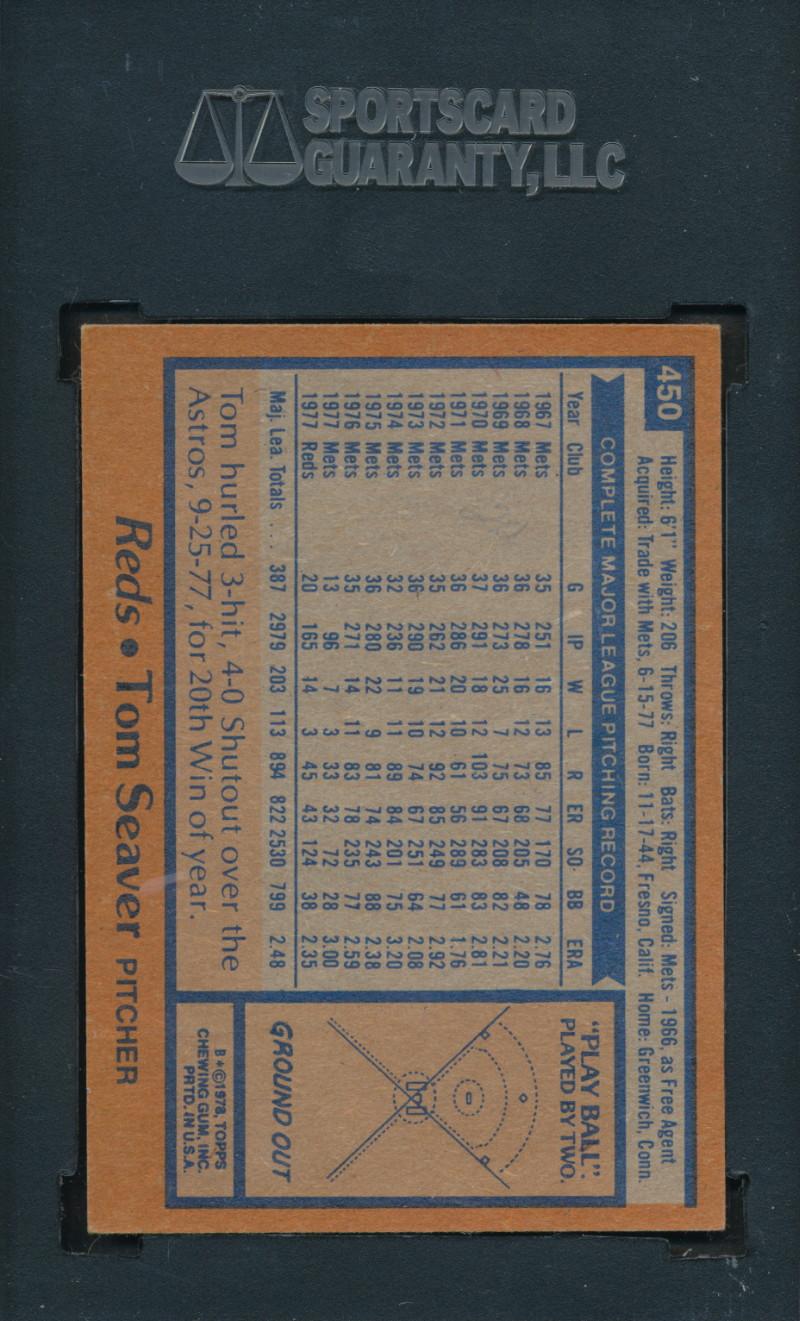 SPORTSCARD
GUARANTY, LLC
450
Height: 6'1" Weight: 206 Throws: Right Bats: Right Signed: Mets - 1966, as Free Agent
Acquired: Trade with Mets, 6-15-77 Born: 11-17-44, Fresno, Calif. Home: Greenwich, Conn.
COMPLETE MAJOR LEAGUE PITCHING RECORD
Year Club G IP W L R ER SO BB ERA
1967 Mets 35 251 16 13 85 77 170 78 2.76
1968 Mets 36 278 16 12 73 68 205 48 2.20
1969 Mets 36 273 25 7 75 67 208 82 2.21
1970 Mets 37 291 18 12 103 91 283 83 2.81
1971 Mets 36 286 20 10 61 56 289 61 1.76
1972 Mets 35 262 21 12 92 85 249 77 2.92
1973 Mets 36 290 19 10 74 67 251 64 2.08
1974 Mets 32 236 11 11 89 84 201 75 3.20
1975 Mets 36 280 22 9 81 74 243 88 2.38
1976 Mets 35 271 14 11 83 78 235 77 2.59
1977 Mets 13 96 7 3 33 32 72 28 3.00
1977 Reds 20 165 14 3 45 43 124 38 2.35
Maj. Lea. Totals .... 387 2979 203 113 894 822 2530 799 2.48
Tom hurled 3-hit, 4-0 Shutout over the
Astros, 9-25-77, for 20th Win of year.
"PLAY BALL"
PLAYED BY TWO.
GROUND OUT
B*©1978, TOPPS
CHEWING GUM, INC.
PRTD. IN U.S.A.
Reds • Tom Seaver PITCHER